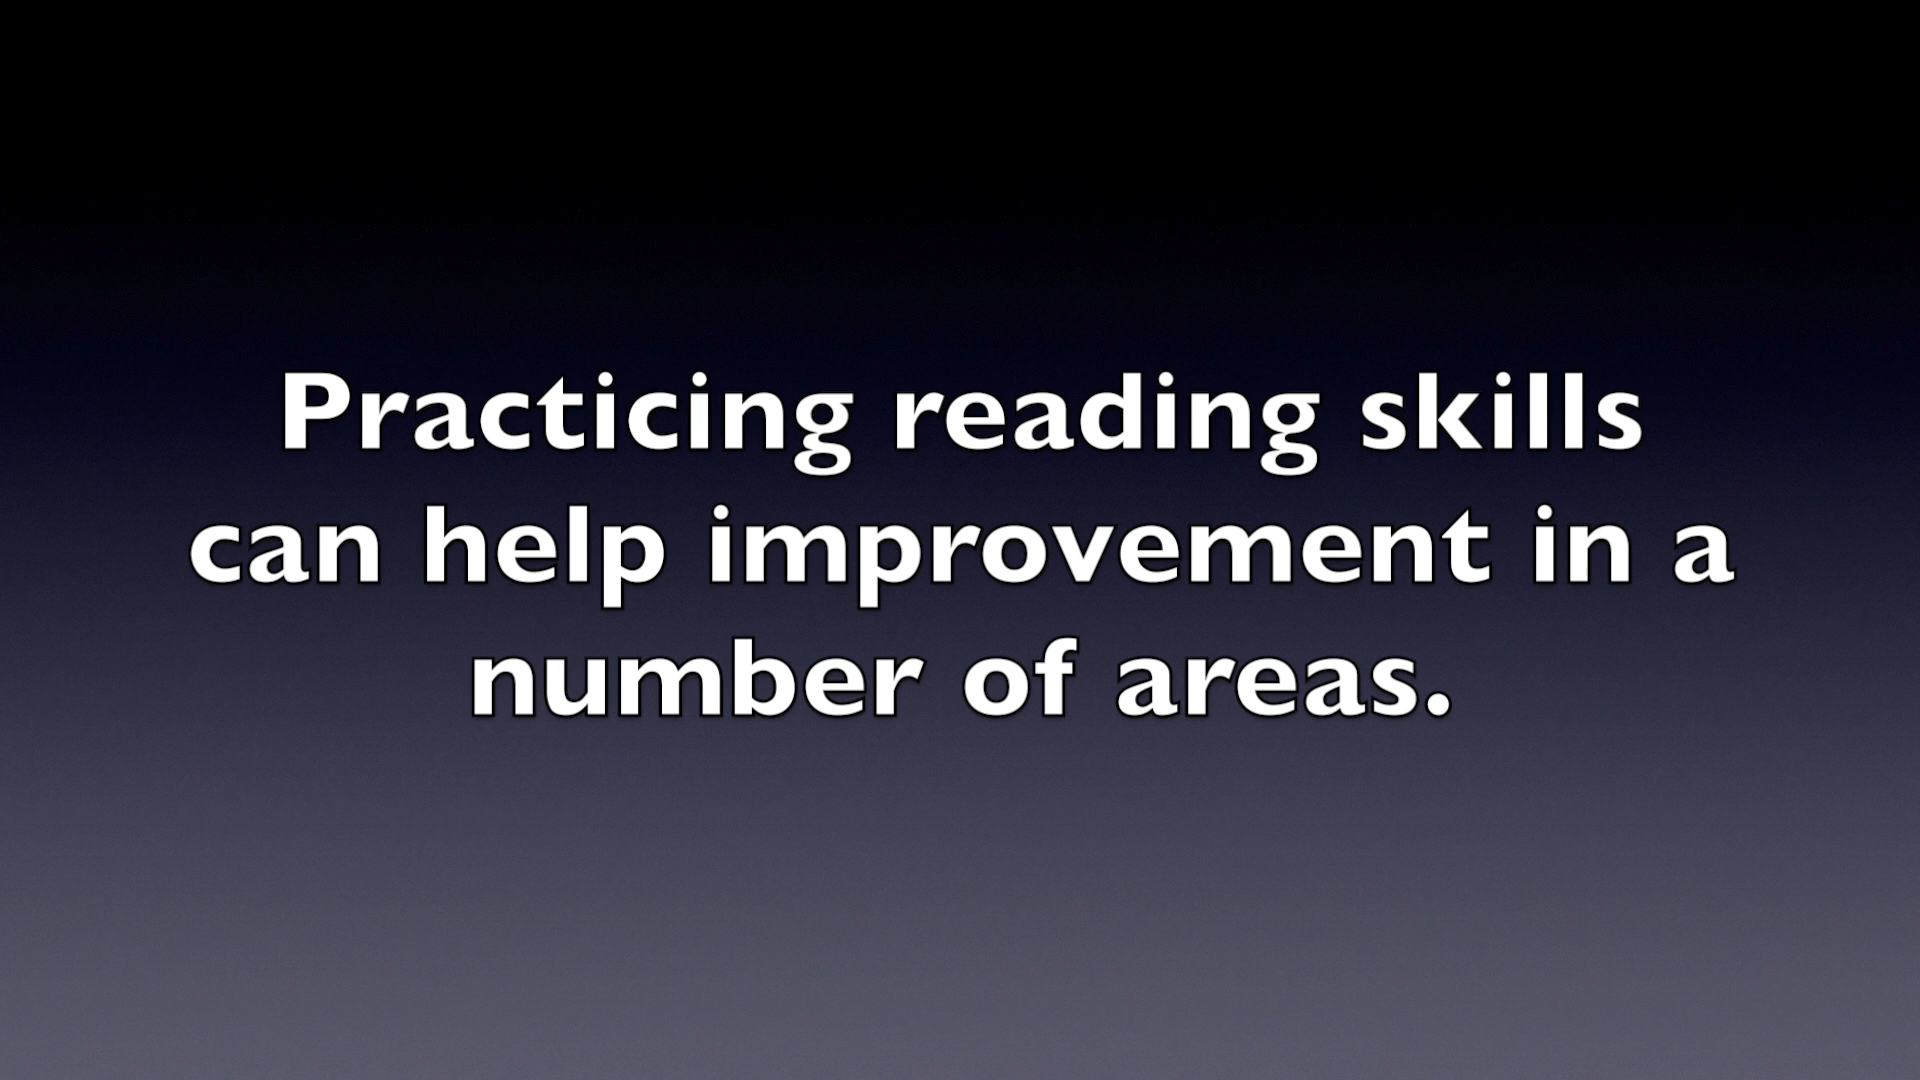 Practicing reading skills
can help improvement in a
number of areas.